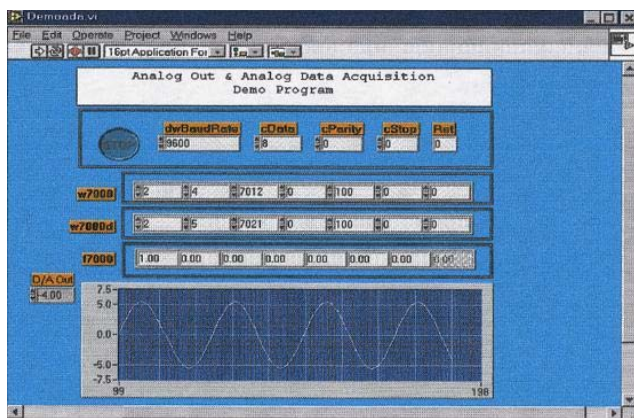 Demoada.vi
File Edit Operate Project Windows Help
16pt Application For
Analog Out & Analog Data Acquisition
Demo Program
STOP
dwBaudRate cData cParity cStop Ret
9600 8 0 0 0
w7000 2 4 7012 0 100 0 0
w7000d 2 5 7021 0 100 0 0
f7000 1.00 0.00 0.00 0.00 0.00 0.00 0.00
D/A Out
-4.00
7.5-
5.0-
0.0-
-5.0-
-7.5-
99 198